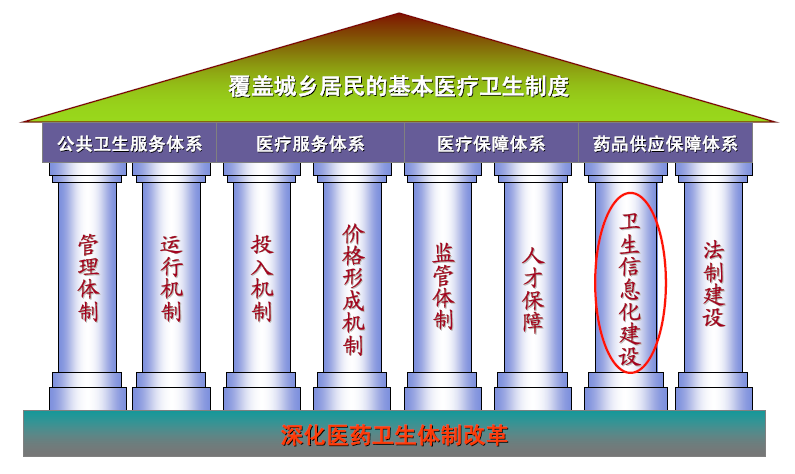 覆盖城乡居民的基本医疗卫生制度
公共卫生服务体系
医疗服务体系
医疗保障体系
药品供应保障体系
管理体制
运行机制
投入机制
价格形成机制
监管体制
人才保障
卫生信息化建设
法制建设
深化医药卫生体制改革